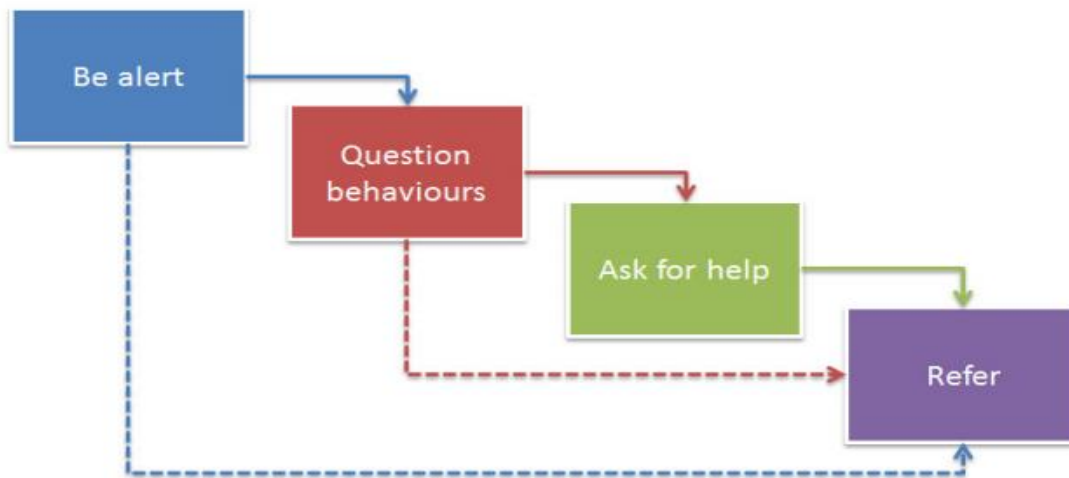 Be alert
Question
behaviours
Ask for help
Refer